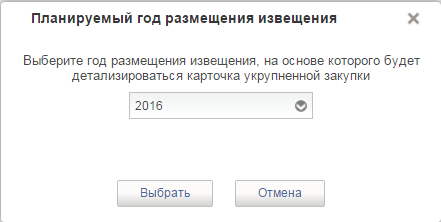 Планируемый год размещения извещения
Выберите год размещения извещения, на основе которого будет
детализироваться карточка укрупненной закупки
2016
Выбрать Отмена